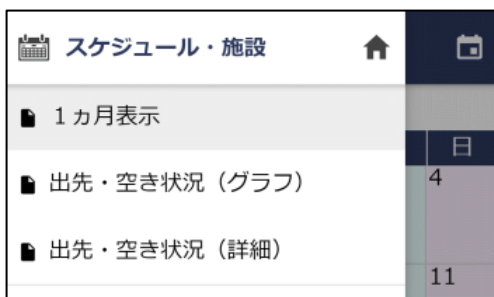 スケジュール・施設
1ヵ月表示
日
出先・空き状況（グラフ）
4
出先・空き状況（詳細）
11